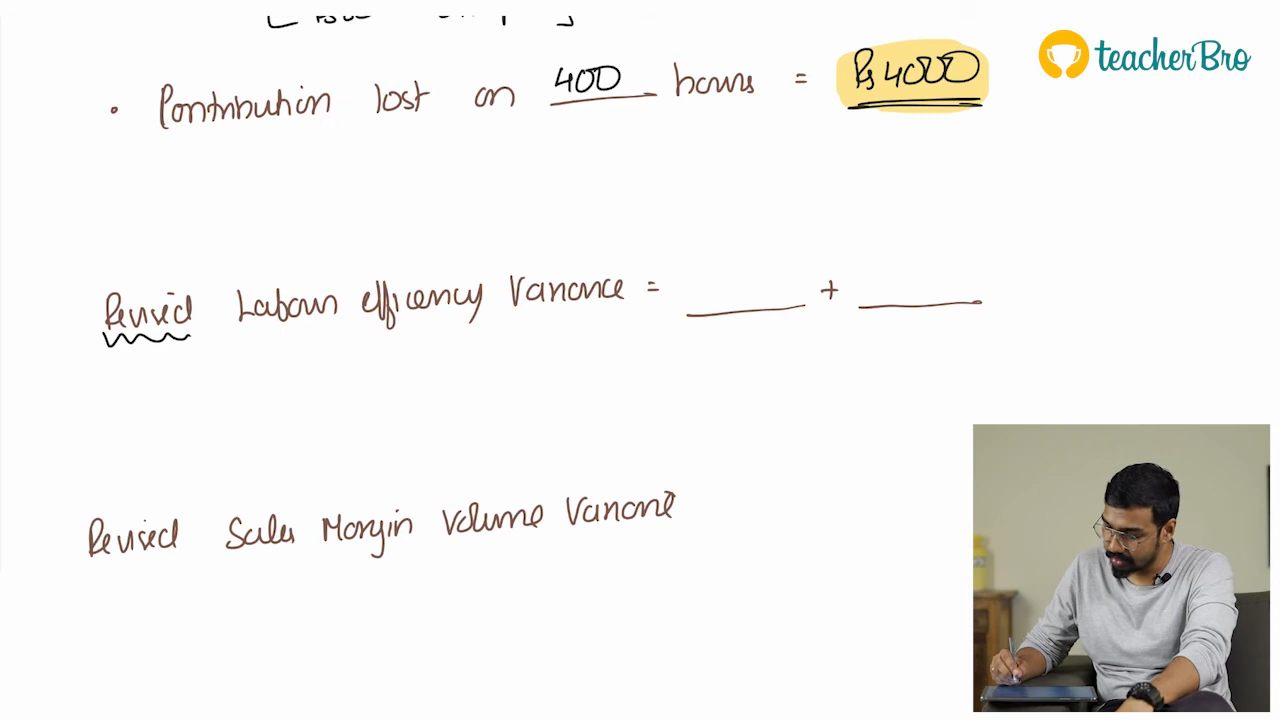 teacherBro
• Contribution lost on 400 hours = Rs 4000
Revised Labour efficiency Variance = ______ + ______
Revised Sales Margin Volume Variance